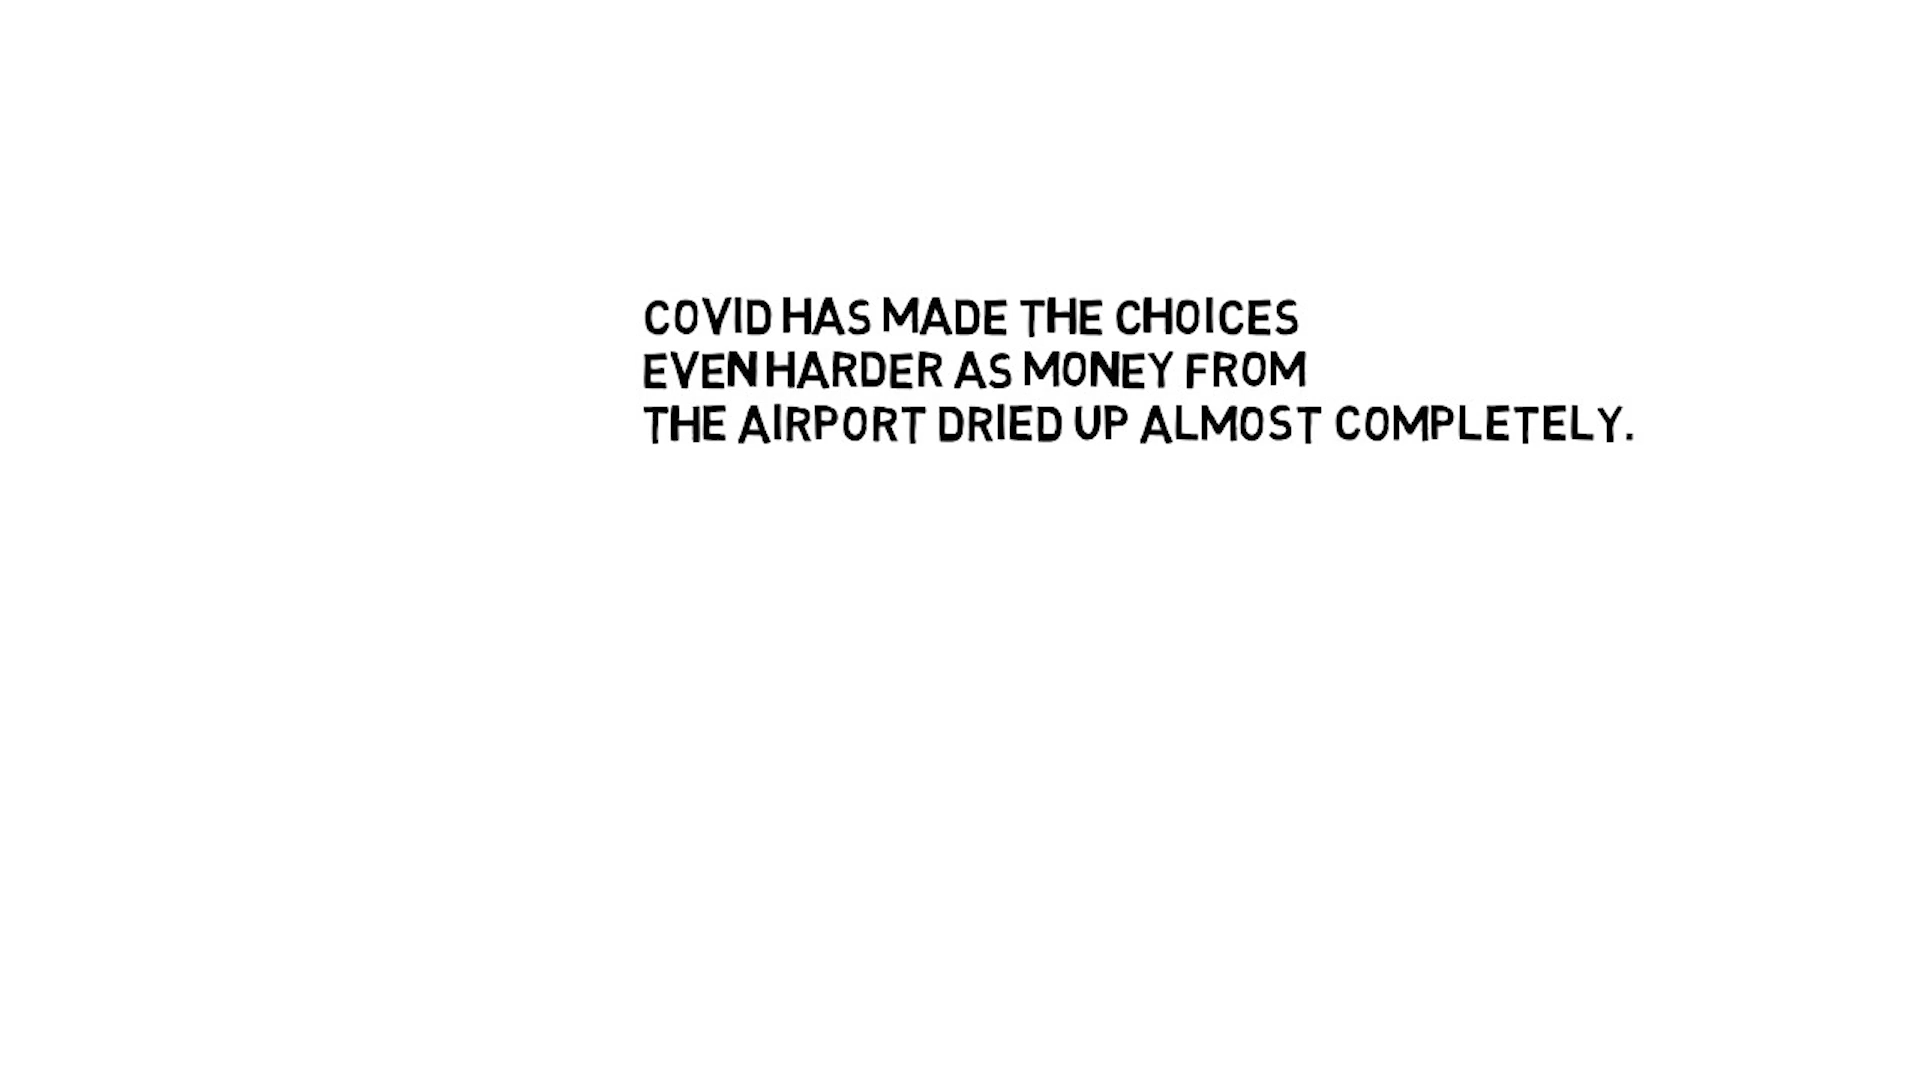 COVID HAS MADE THE CHOICES
EVEN HARDER AS MONEY FROM
THE AIRPORT DRIED UP ALMOST COMPLETELY.